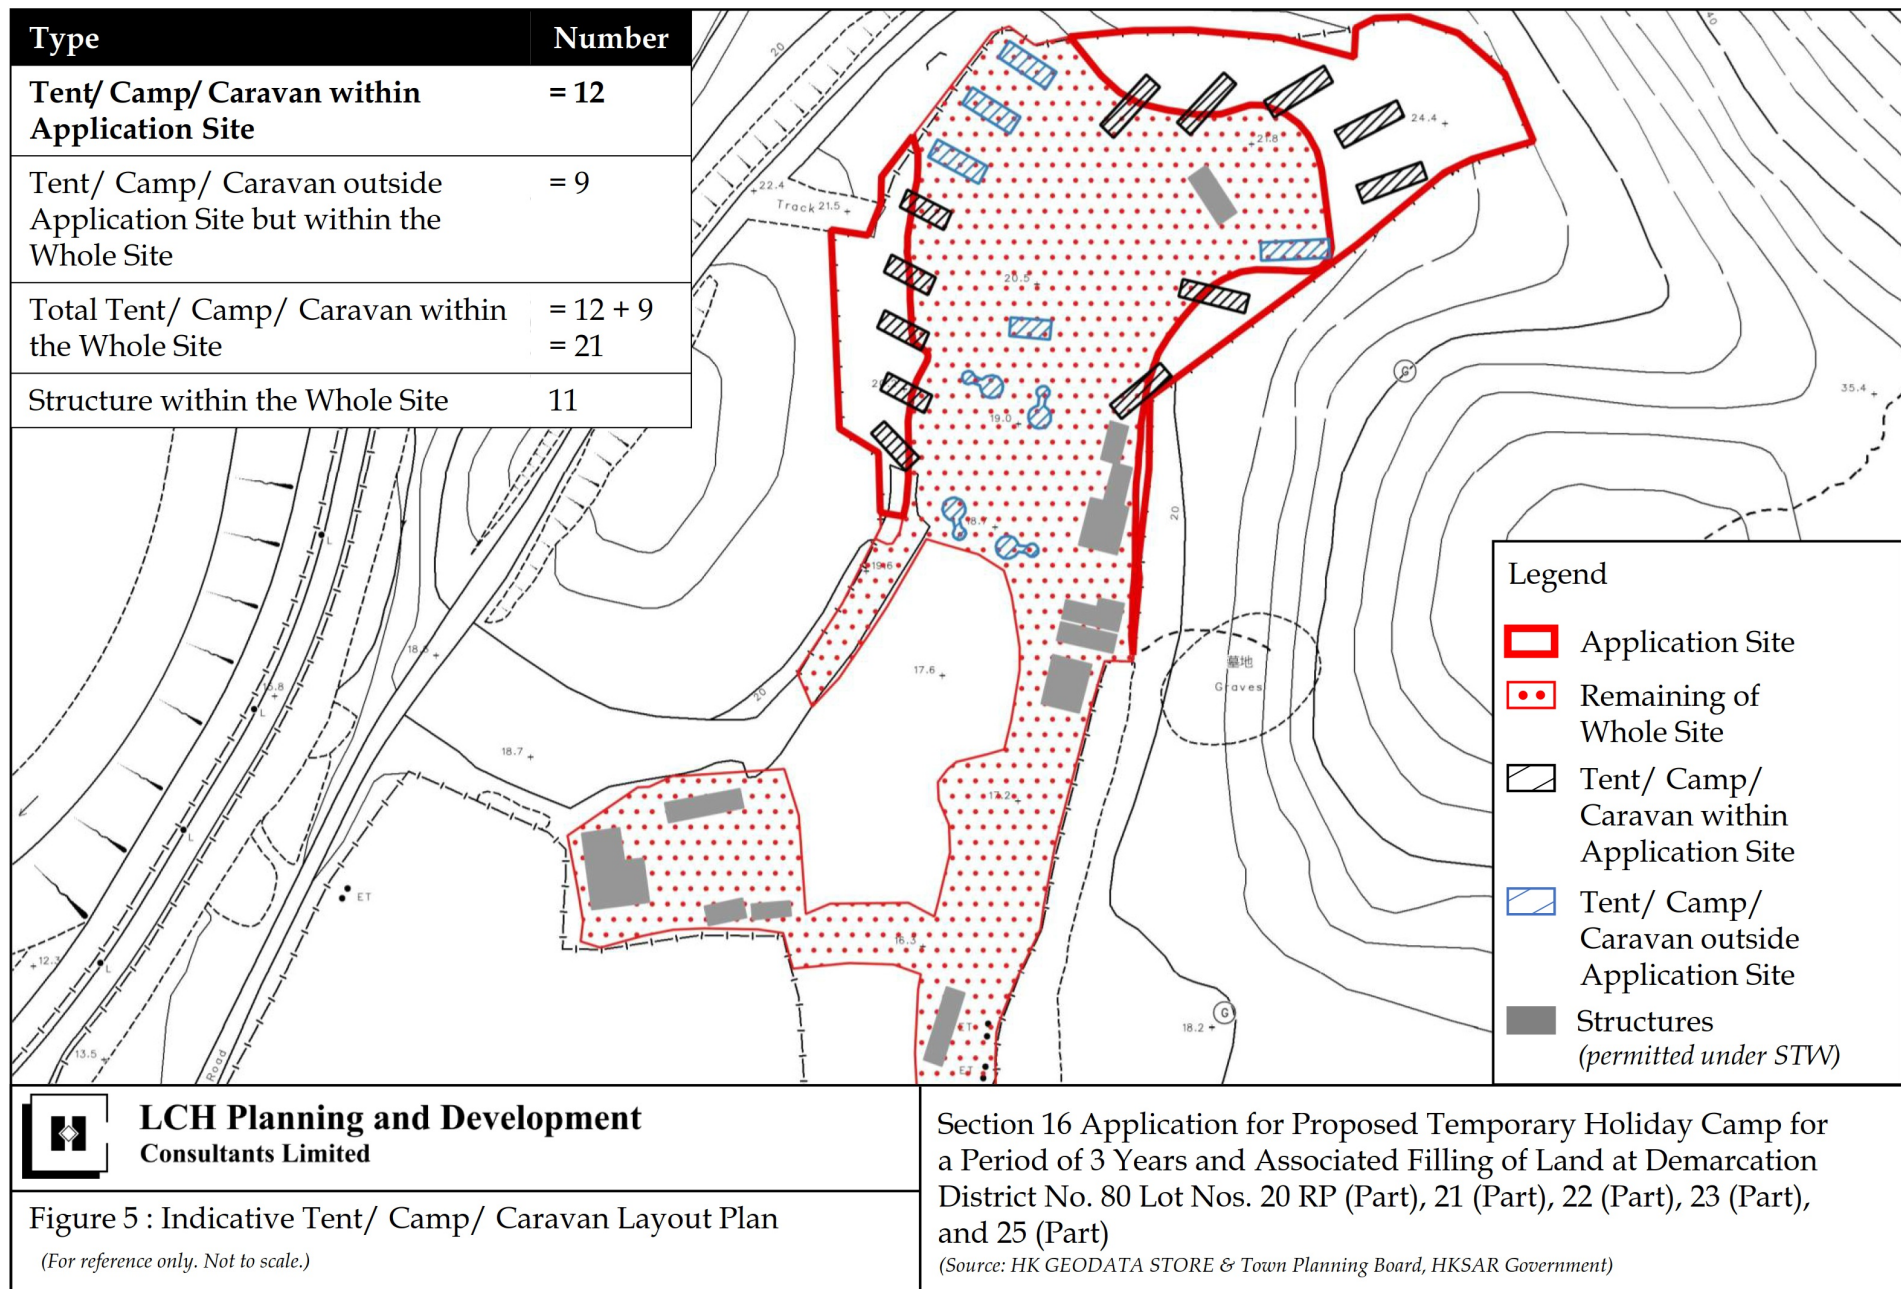 Type Number
Tent/ Camp/ Caravan within = 12
Application Site
Tent/ Camp/ Caravan outside = 9
Application Site but within the
Whole Site
Total Tent/ Camp/ Caravan within = 12 + 9
the Whole Site = 21
Structure within the Whole Site 11
20
40
24.4
21.8
22.4
Track 21.5
20.5
35.4
G
19.0
20
18.7
19.6
L
17.6
墓地
Graves
20
15.8
L
18.7
17.2
L
ET
16.3
12.3
L
ET
18.2
G
13.5
Road
ET
Legend
Application Site
Remaining of
Whole Site
Tent/ Camp/
Caravan within
Application Site
Tent/ Camp/
Caravan outside
Application Site
Structures
(permitted under STW)
LCH Planning and Development
Consultants Limited
Figure 5 : Indicative Tent/ Camp/ Caravan Layout Plan
(For reference only. Not to scale.)
Section 16 Application for Proposed Temporary Holiday Camp for
a Period of 3 Years and Associated Filling of Land at Demarcation
District No. 80 Lot Nos. 20 RP (Part), 21 (Part), 22 (Part), 23 (Part),
and 25 (Part)
(Source: HK GEODATA STORE & Town Planning Board, HKSAR Government)